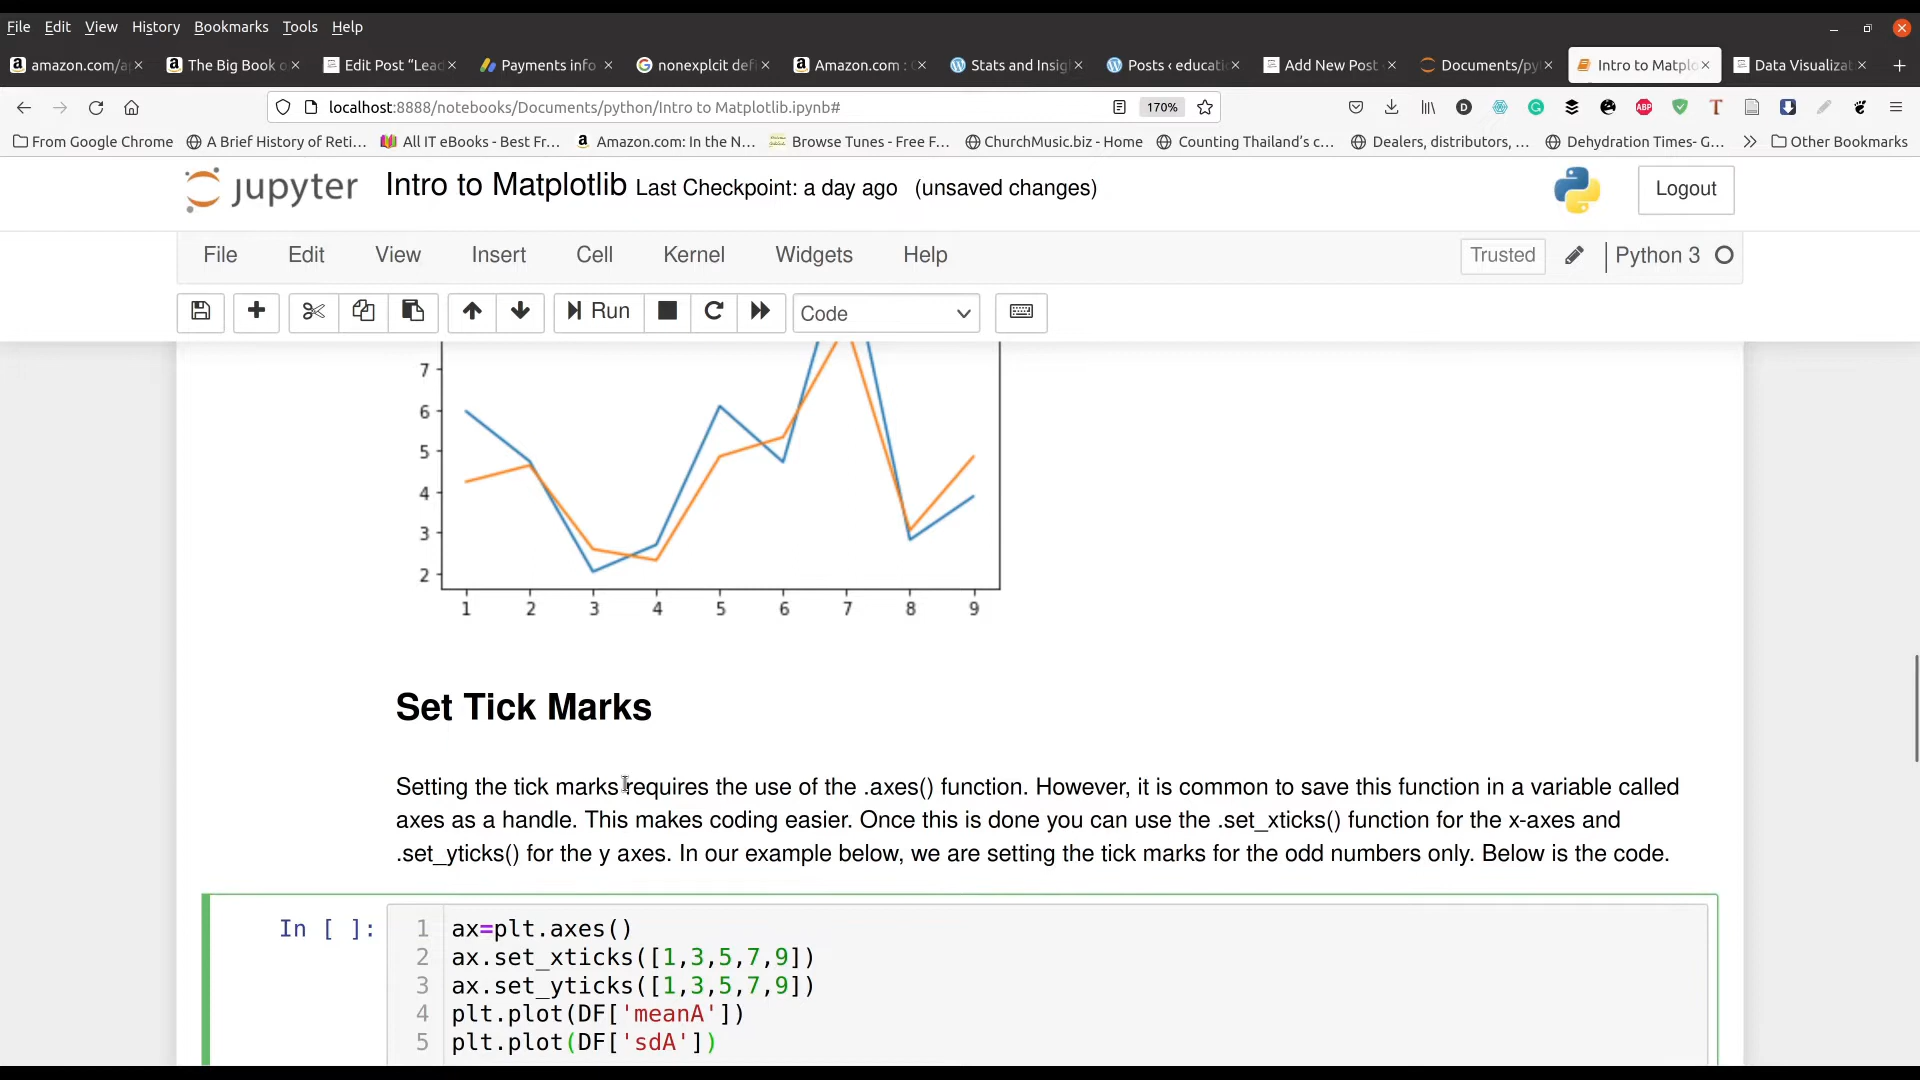 File Edit View History Bookmarks Tools Help
amazon.com/a
The Big Book o
Edit Post “Lead
Payments info
nonexplcit defi
Amazon.com : 
Stats and Insig
Posts ‹ educati
Add New Post 
Documents/pyt
Intro to Matplo
Data Visualizat
localhost:8888/notebooks/Documents/python/Intro to Matplotlib.ipynb#
170%
From Google Chrome
A Brief History of Reti...
All IT eBooks - Best Fr...
Amazon.com: In the N...
Browse Tunes - Free F...
ChurchMusic.biz - Home
Counting Thailand’s c...
Dealers, distributors, ...
Dehydration Times- G...
Other Bookmarks
jupyter Intro to Matplotlib Last Checkpoint: a day ago (unsaved changes)
Logout
File Edit View Insert Cell Kernel Widgets Help
Trusted
Python 3
Run
Code
7
6
5
4
3
2
1 2 3 4 5 6 7 8 9
Set Tick Marks
Setting the tick marks requires the use of the .axes() function. However, it is common to save this function in a variable called
axes as a handle. This makes coding easier. Once this is done you can use the .set_xticks() function for the x-axes and
.set_yticks() for the y axes. In our example below, we are setting the tick marks for the odd numbers only. Below is the code.
In [ ]:
1 ax=plt.axes()
2 ax.set_xticks([1,3,5,7,9])
3 ax.set_yticks([1,3,5,7,9])
4 plt.plot(DF['meanA'])
5 plt.plot(DF['sdA'])